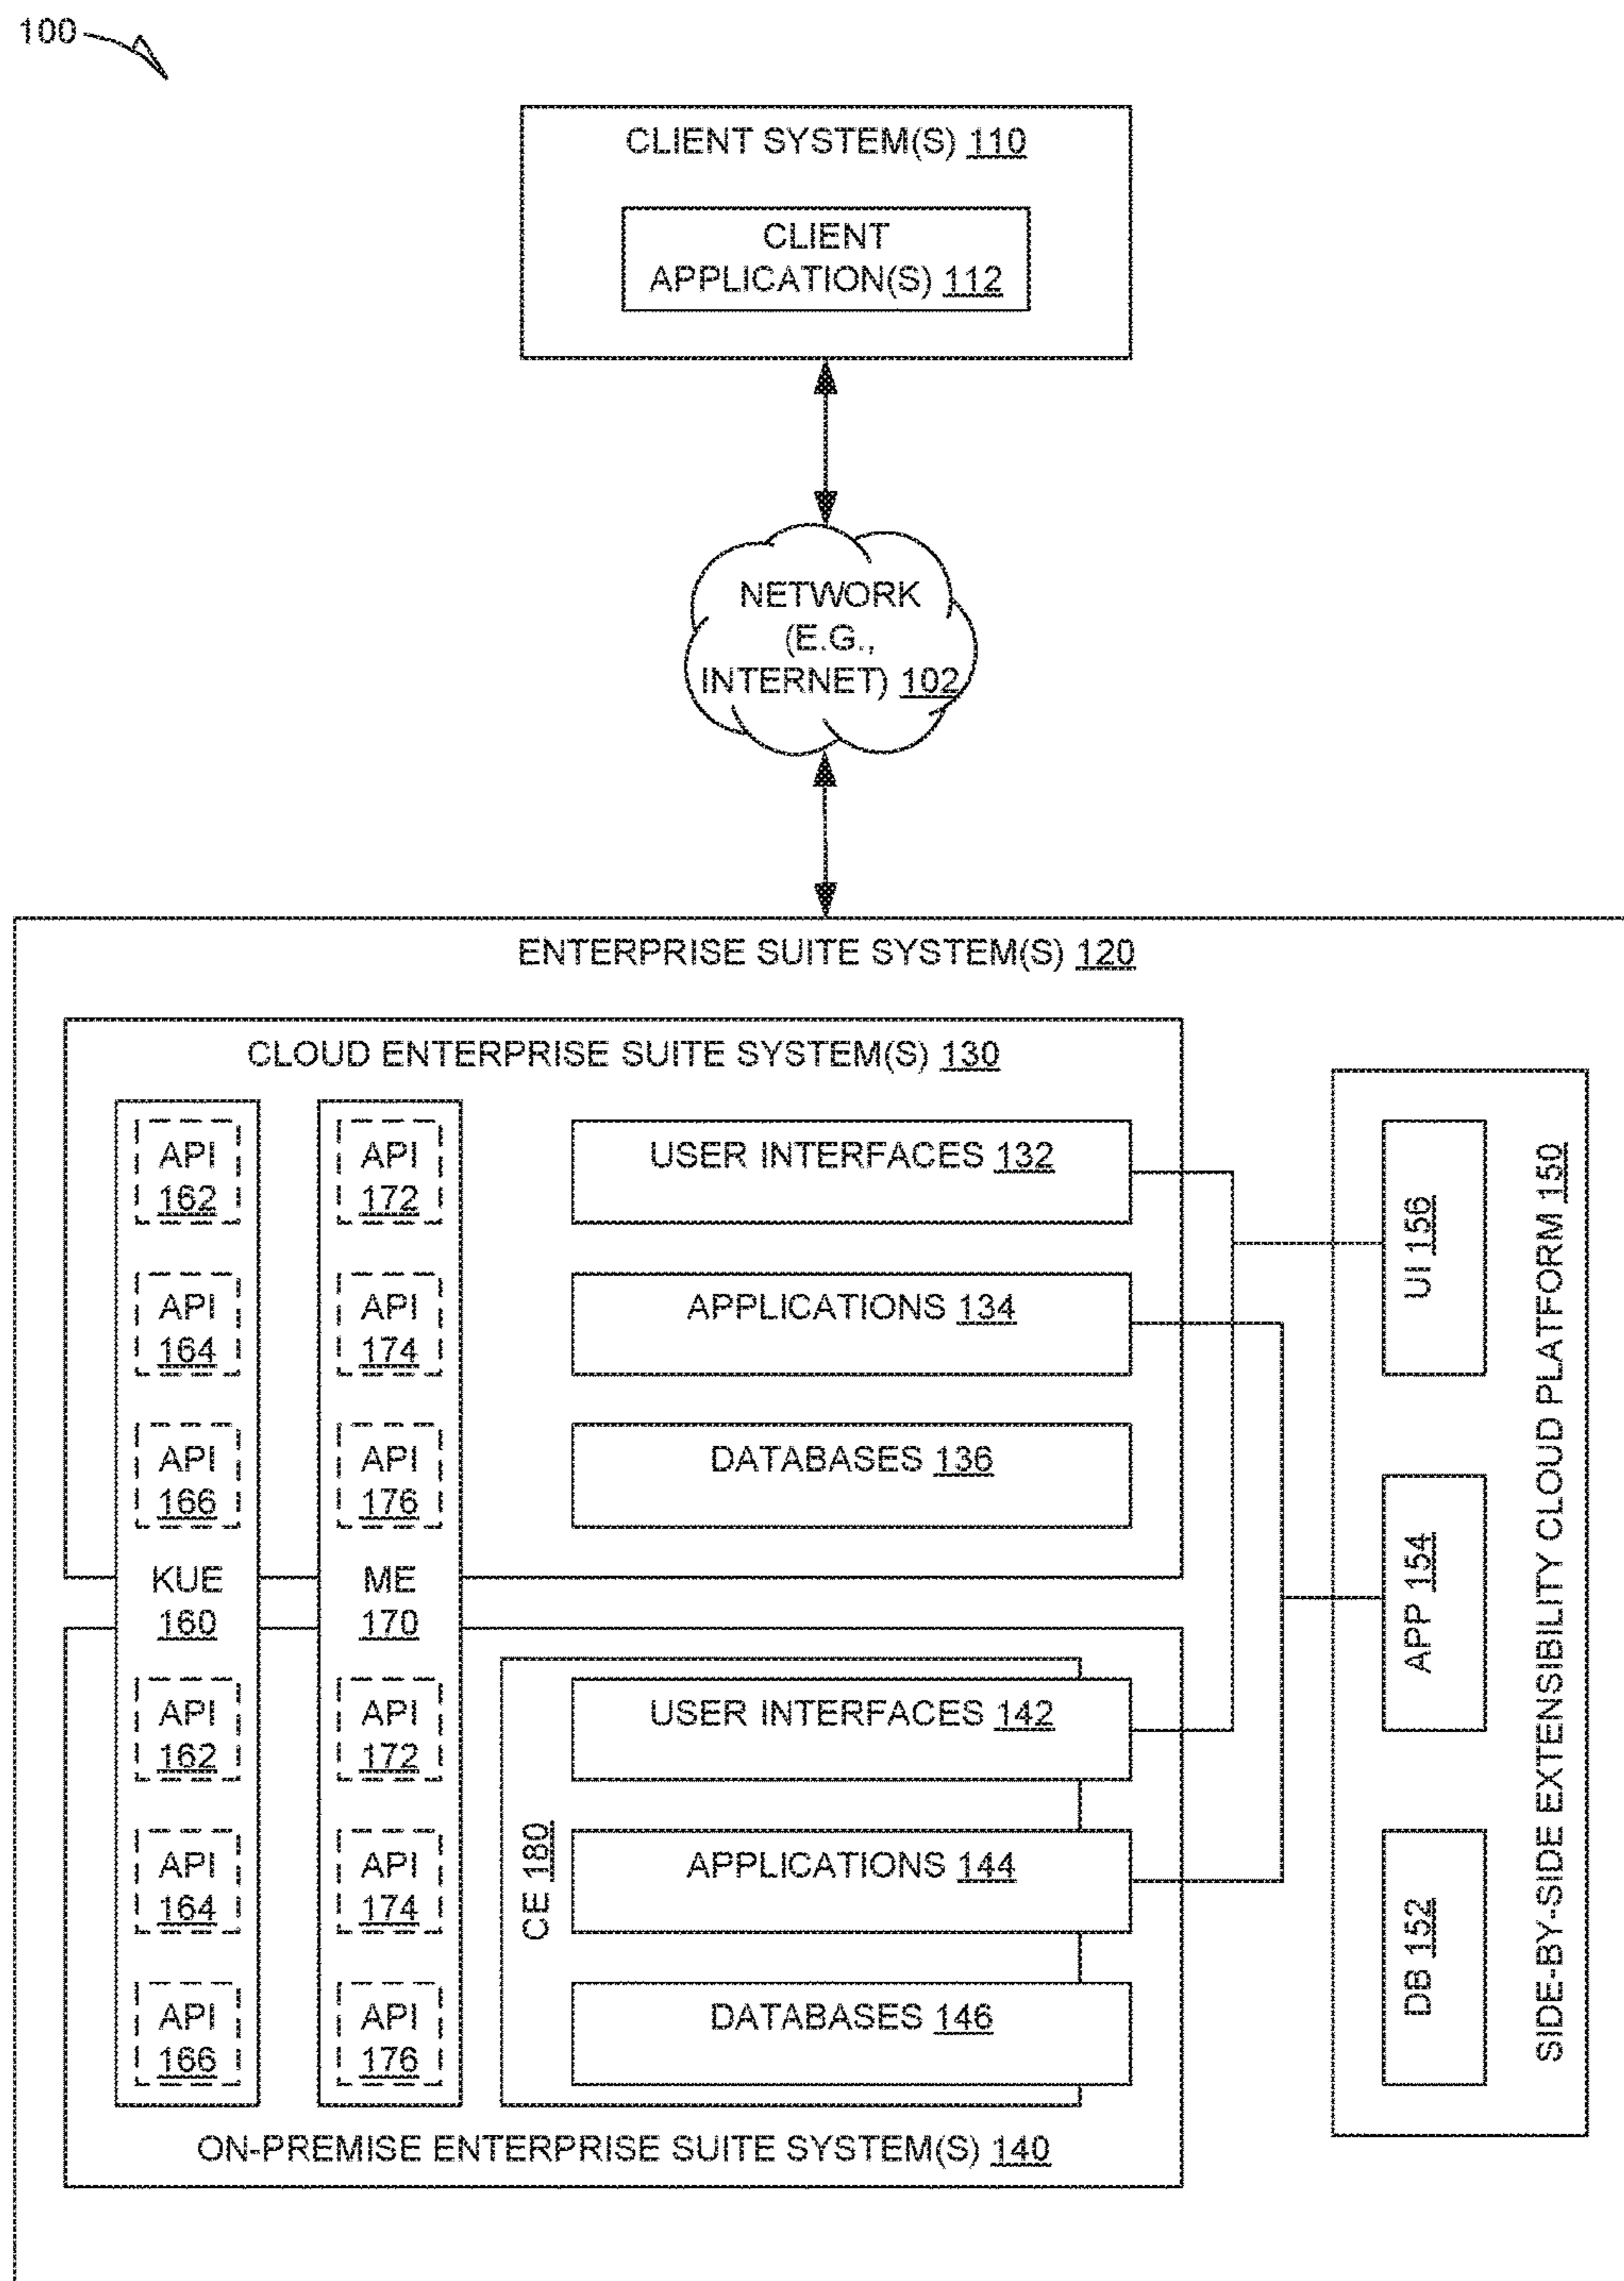 100
CLIENT SYSTEM(S) 110
CLIENT
APPLICATION(S) 112
NETWORK
(E.G.,
INTERNET) 102
ENTERPRISE SUITE SYSTEM(S) 120
CLOUD ENTERPRISE SUITE SYSTEM(S) 130
API
162
API
172
USER INTERFACES 132
API
164
API
174
APPLICATIONS 134
API
166
API
176
DATABASES 136
KUE
160
ME
170
API
162
API
172
USER INTERFACES 142
API
164
API
174
CE 180
APPLICATIONS 144
API
166
API
176
DATABASES 146
ON-PREMISE ENTERPRISE SUITE SYSTEM(S) 140
UI 156
APP 154
DB 152
SIDE-BY-SIDE EXTENSIBILITY CLOUD PLATFORM 150